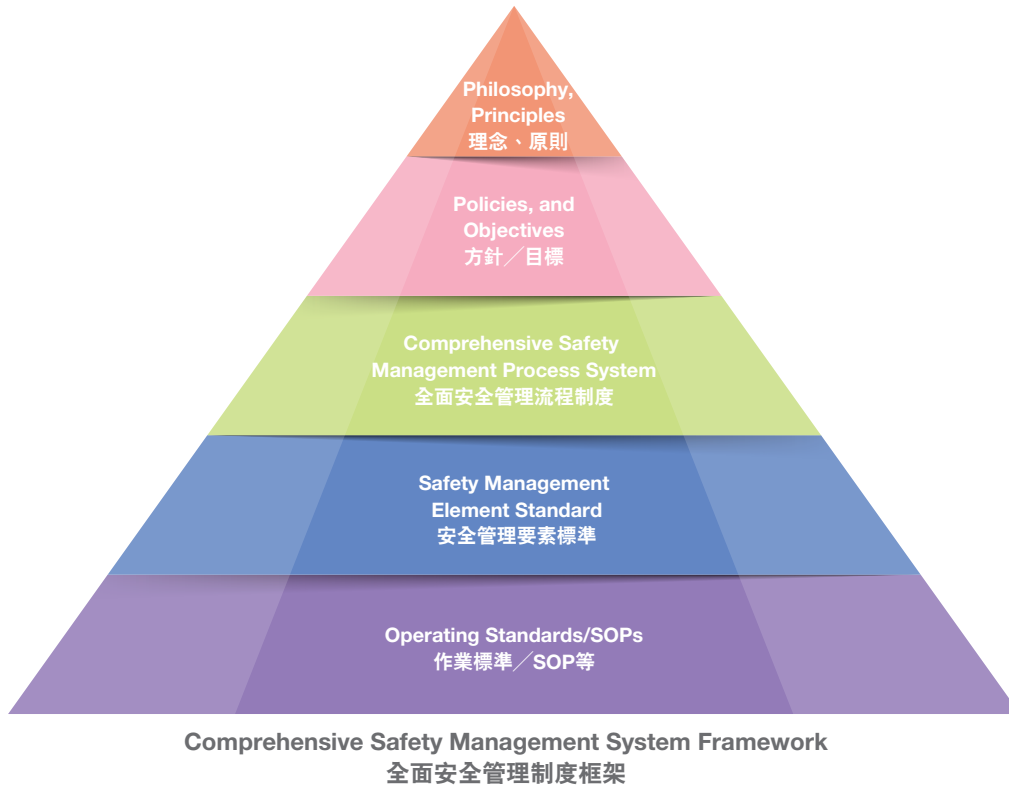 Philosophy,
Principles
理念、原則
Policies, and
Objectives
方針／目標
Comprehensive Safety
Management Process System
全面安全管理流程制度
Safety Management
Element Standard
安全管理要素標準
Operating Standards/SOPs
作業標準／SOP等
Comprehensive Safety Management System Framework
全面安全管理制度框架